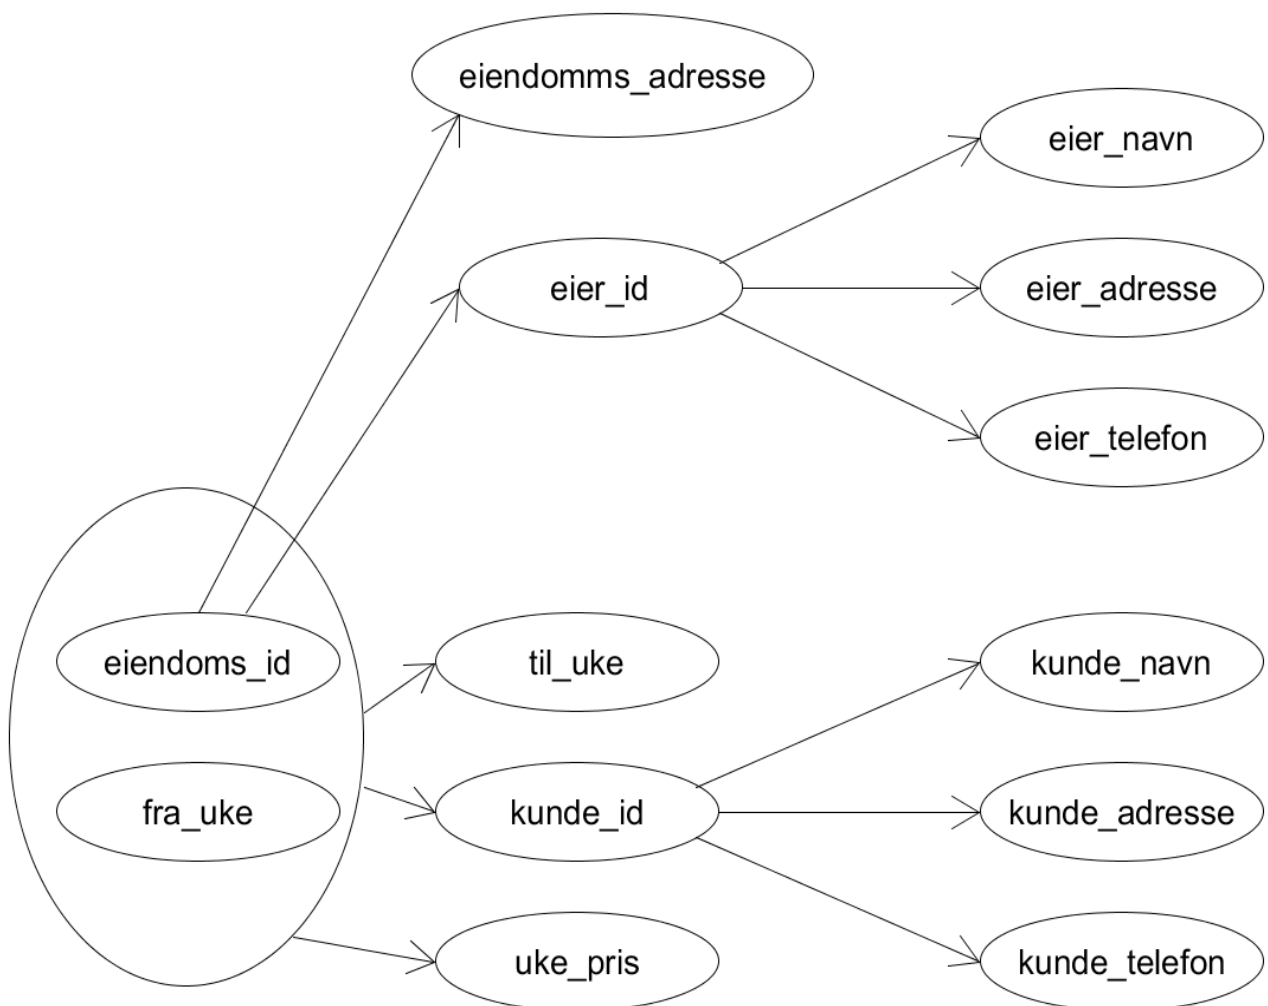 eiendomms_adresse
eier_navn
eier_id
eier_adresse
eier_telefon
eiendoms_id
til_uke
kunde_navn
fra_uke
kunde_id
kunde_adresse
uke_pris
kunde_telefon